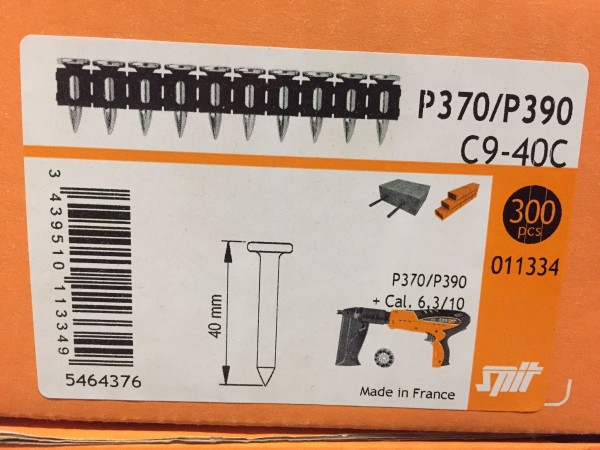 P370/P390
C9-40C
300
pcs
011334
3 439510 113349
5464376
40 mm
P370/P390
+ Cal. 6,3/10
Made in France
Spit